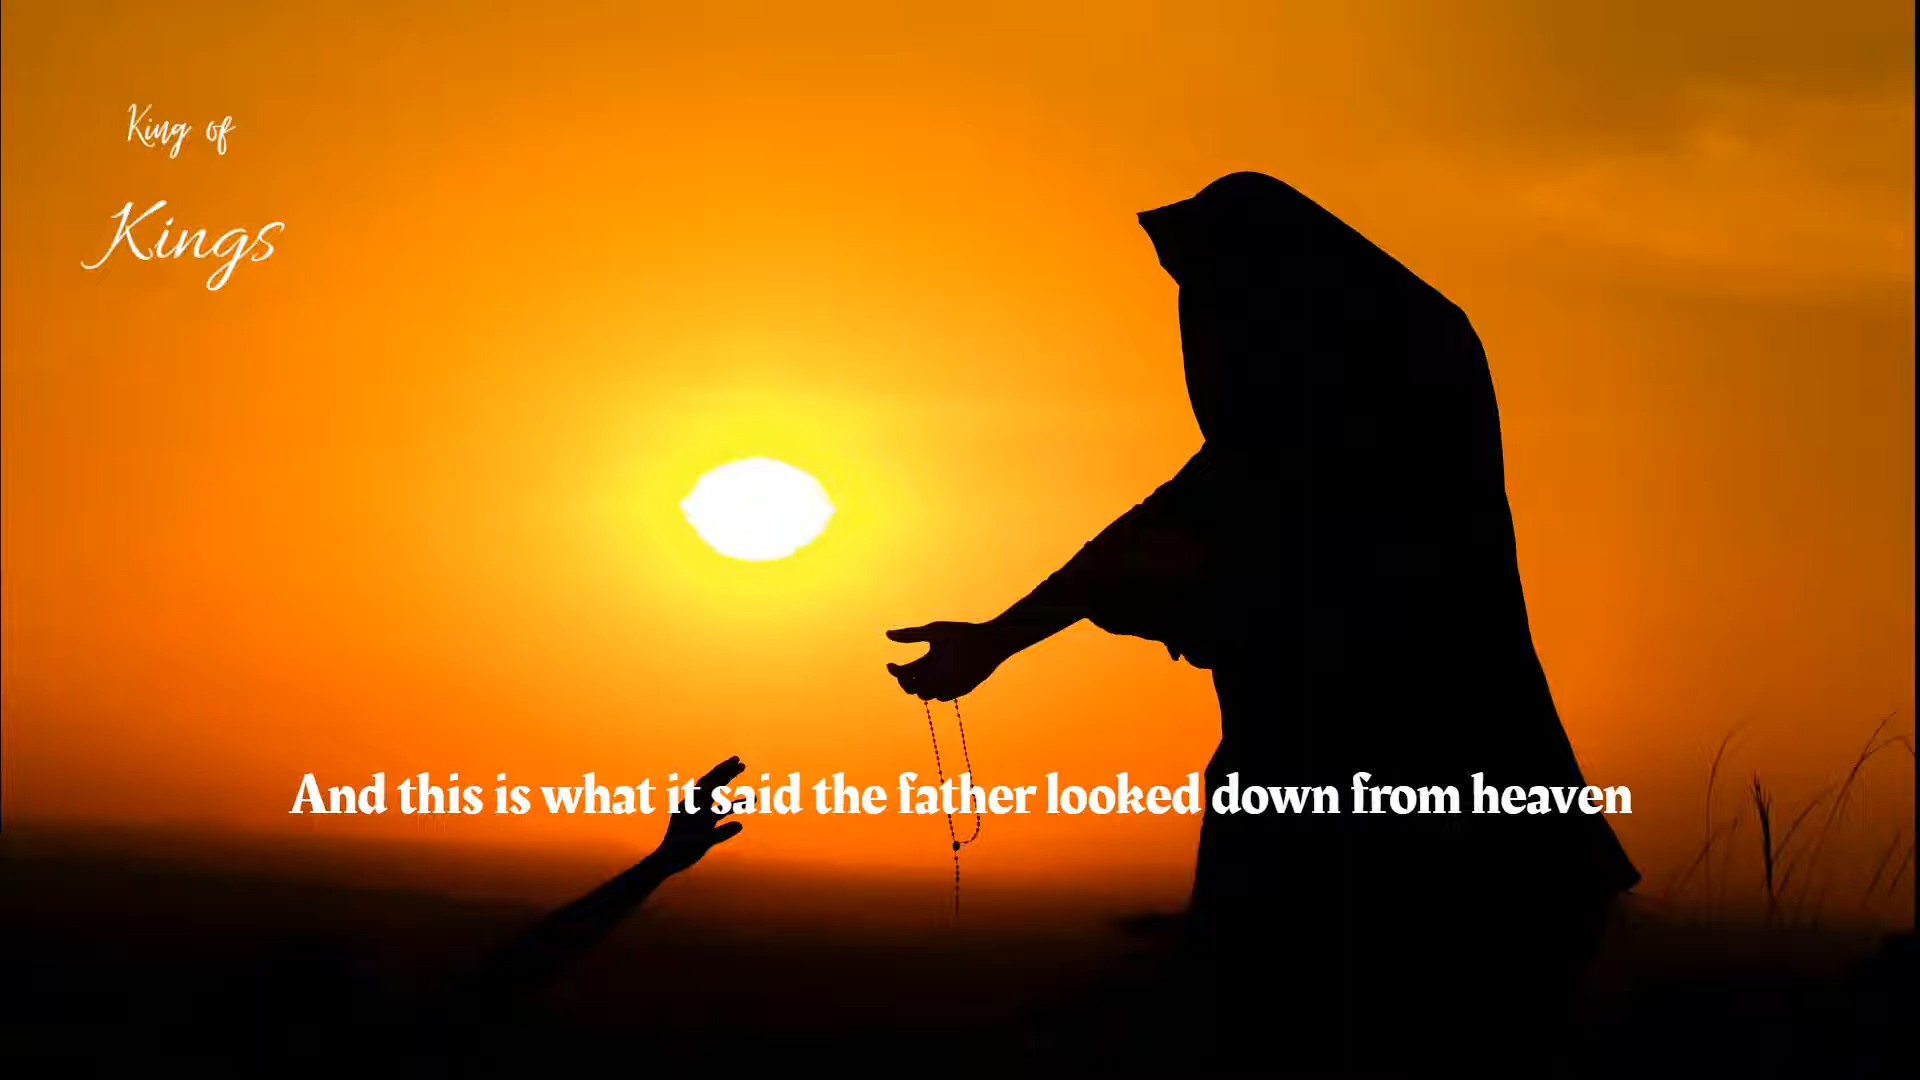 King of
Kings
And this is what it said the father looked down from heaven